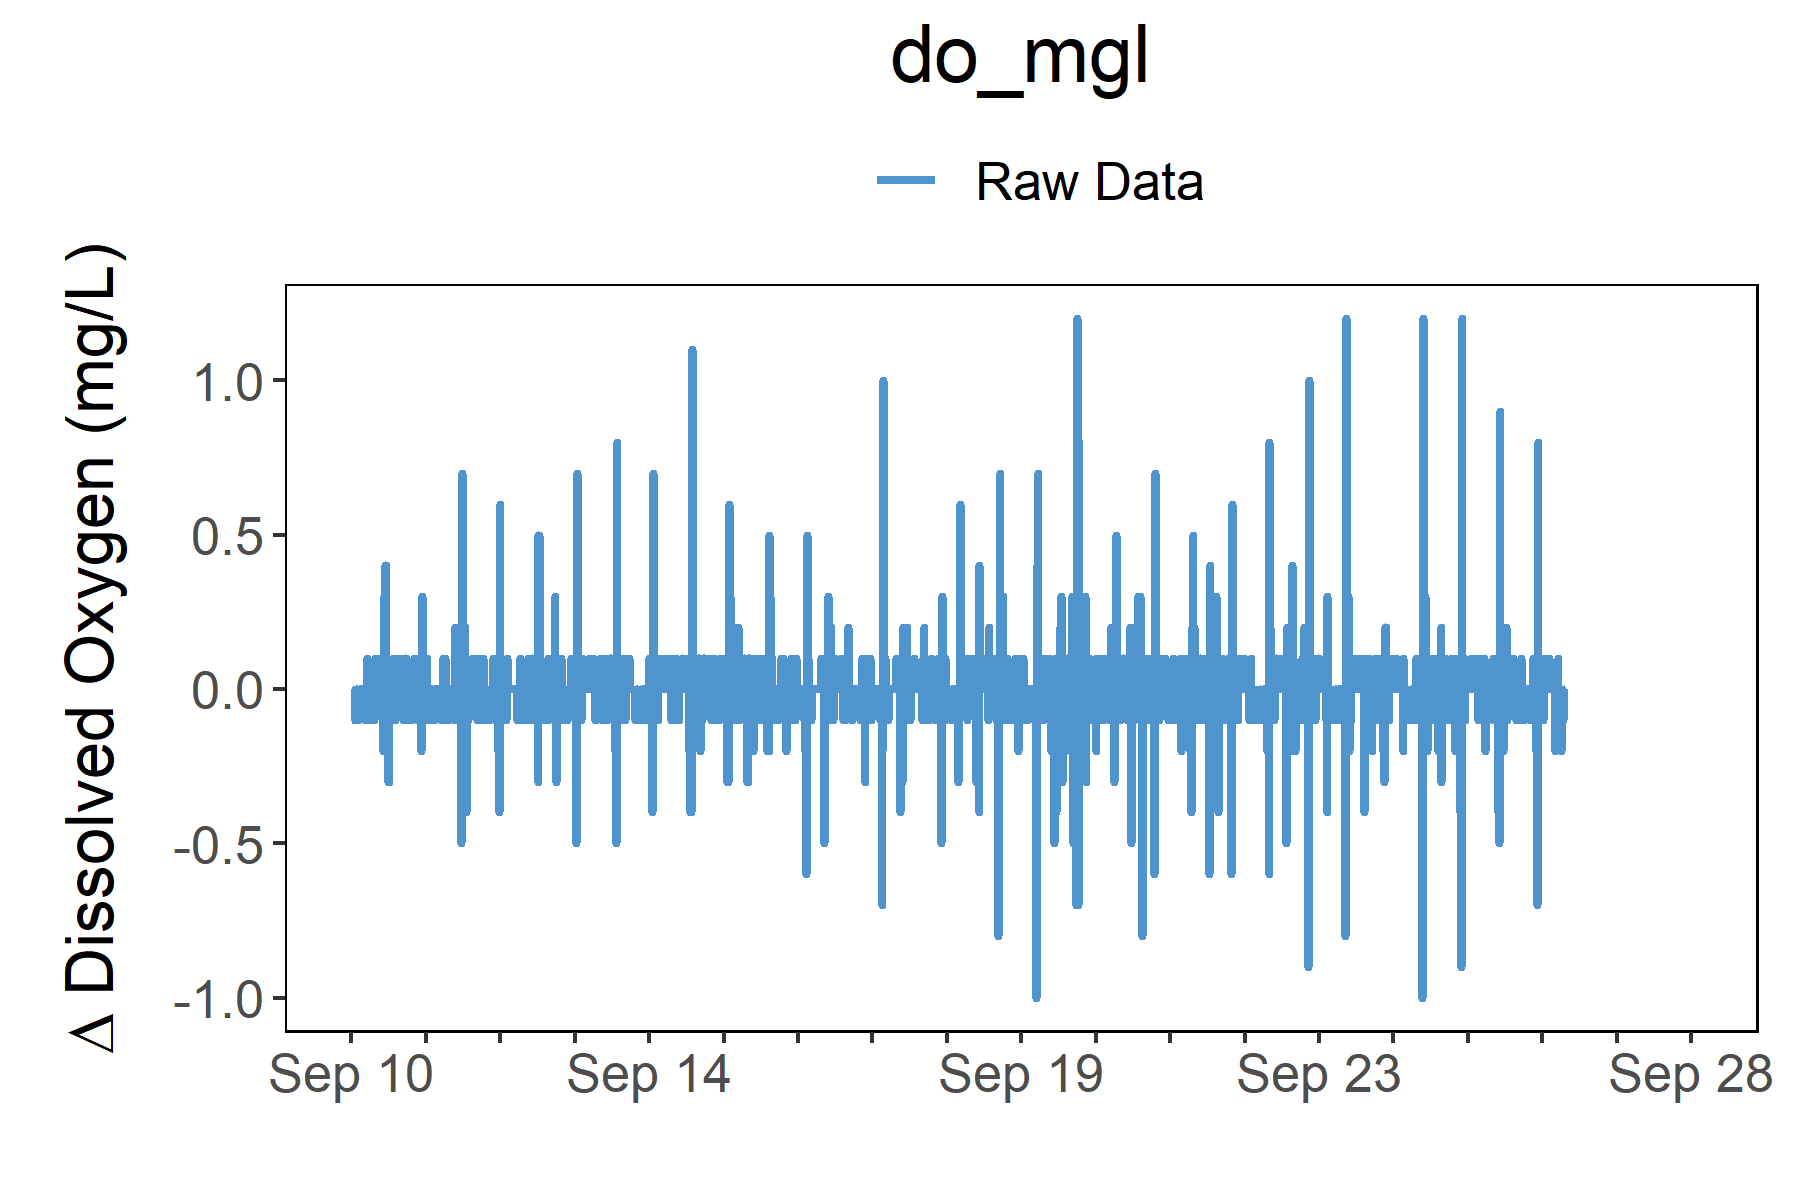 do_mgl
Raw Data
Δ Dissolved Oxygen (mg/L)
1.0
0.5
0.0
-0.5
-1.0
Sep 10 Sep 14 Sep 19 Sep 23 Sep 28